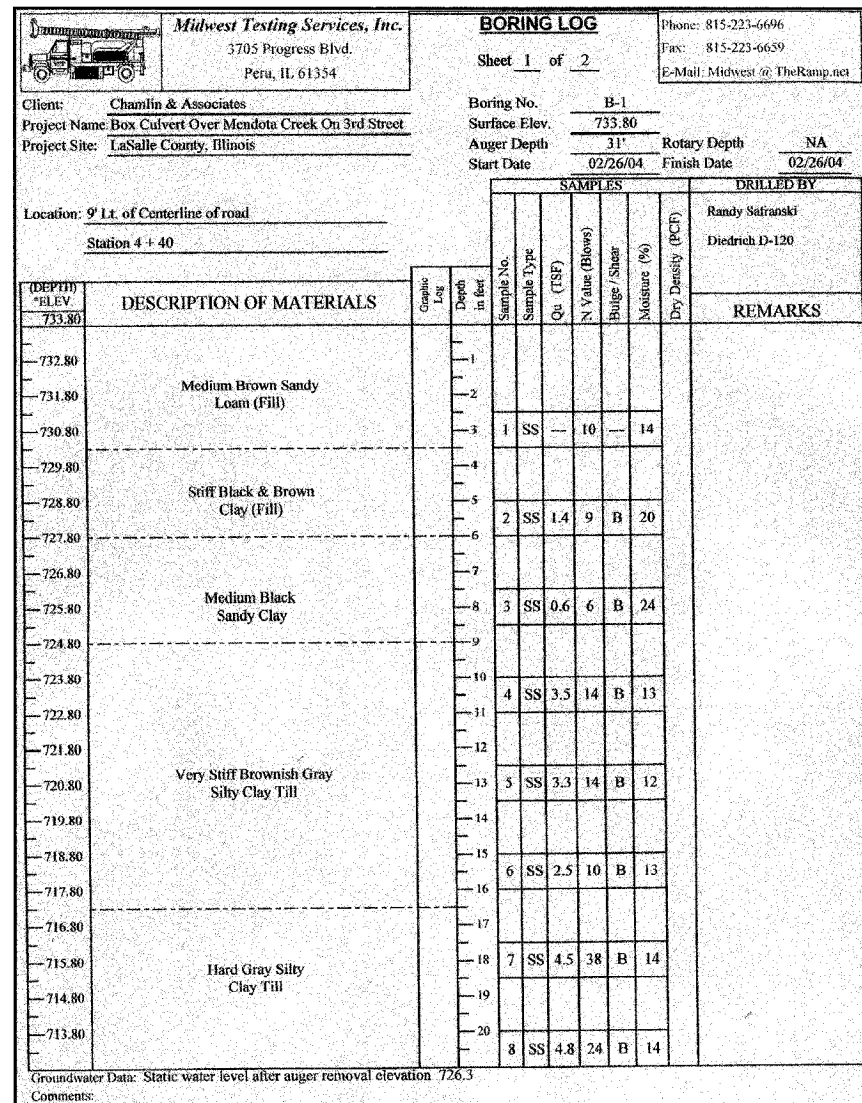 Midwest Testing Services, Inc.
3705 Progress Blvd.
Peru, IL 61354
BORING LOG
Sheet 1 of 2
Phone: 815-223-6696
Fax: 815-223-6659
E-Mail: Midwest @ TheRamp.net
Client: Chamlin & Associates
Project Name: Box Culvert Over Mendota Creek On 3rd Street
Project Site: LaSalle County, Illinois
Boring No. B-1
Surface Elev. 733.80
Auger Depth 31' Rotary Depth NA
Start Date 02/26/04 Finish Date 02/26/04
Location: 9' Lt. of Centerline of road
Station 4 + 40
SAMPLES
DRILLED BY
Randy Safranski
Diedrich D-120
(DEPTH)
*ELEV.
733.80
DESCRIPTION OF MATERIALS
Graphic Log
Depth in feet
Sample No.
Sample Type
Qu (TSF)
N Value (Blows)
Bulge / Shear
Moisture (%)
Dry Density (PCF)
REMARKS
732.80 1
731.80 Medium Brown Sandy Loam (Fill) 2
730.80 3 1 SS --- 10 --- 14
729.80 4
728.80 Stiff Black & Brown Clay (Fill) 5
2 SS 1.4 9 B 20
727.80 6
726.80 7
725.80 Medium Black Sandy Clay 8 3 SS 0.6 6 B 24
724.80 9
723.80 10
4 SS 3.5 14 B 13
722.80 11
721.80 12
720.80 Very Stiff Brownish Gray Silty Clay Till 13 5 SS 3.3 14 B 12
719.80 14
718.80 15
6 SS 2.5 10 B 13
717.80 16
716.80 17
715.80 Hard Gray Silty Clay Till 18 7 SS 4.5 38 B 14
714.80 19
713.80 20
8 SS 4.8 24 B 14
Groundwater Data: Static water level after auger removal elevation 726.3
Comments: